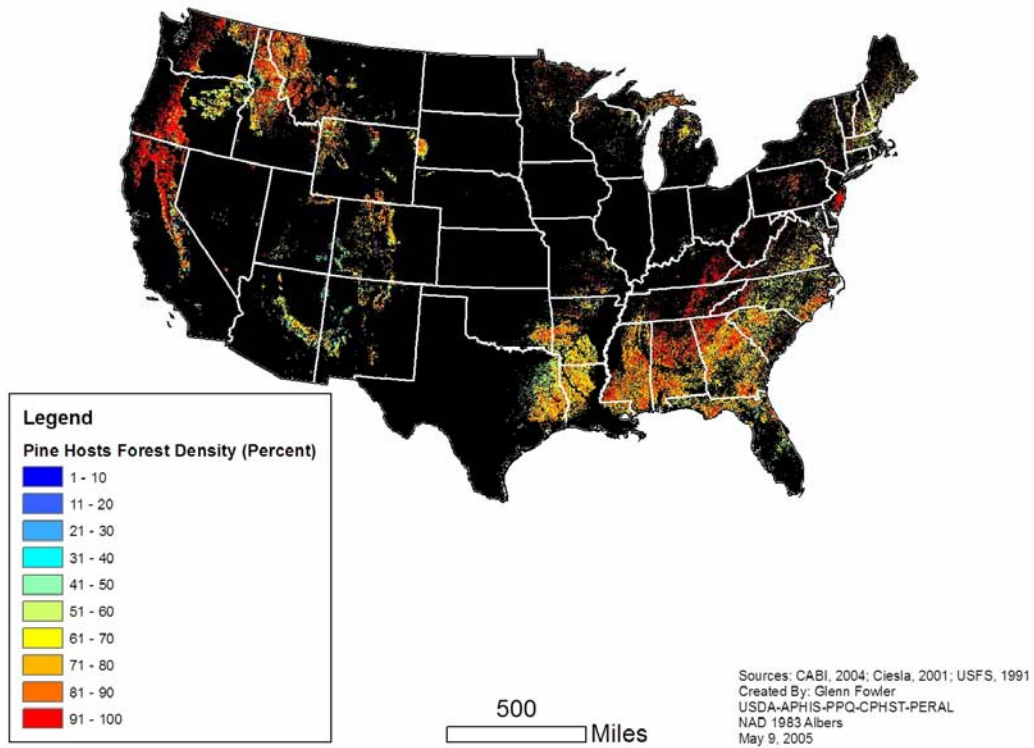 Legend
Pine Hosts Forest Density (Percent)
1 - 10
11 - 20
21 - 30
31 - 40
41 - 50
51 - 60
61 - 70
71 - 80
81 - 90
91 - 100
500
Miles
Sources: CABI, 2004; Ciesla, 2001; USFS, 1991
Created By: Glenn Fowler
USDA-APHIS-PPQ-CPHST-PERAL
NAD 1983 Albers
May 9, 2005